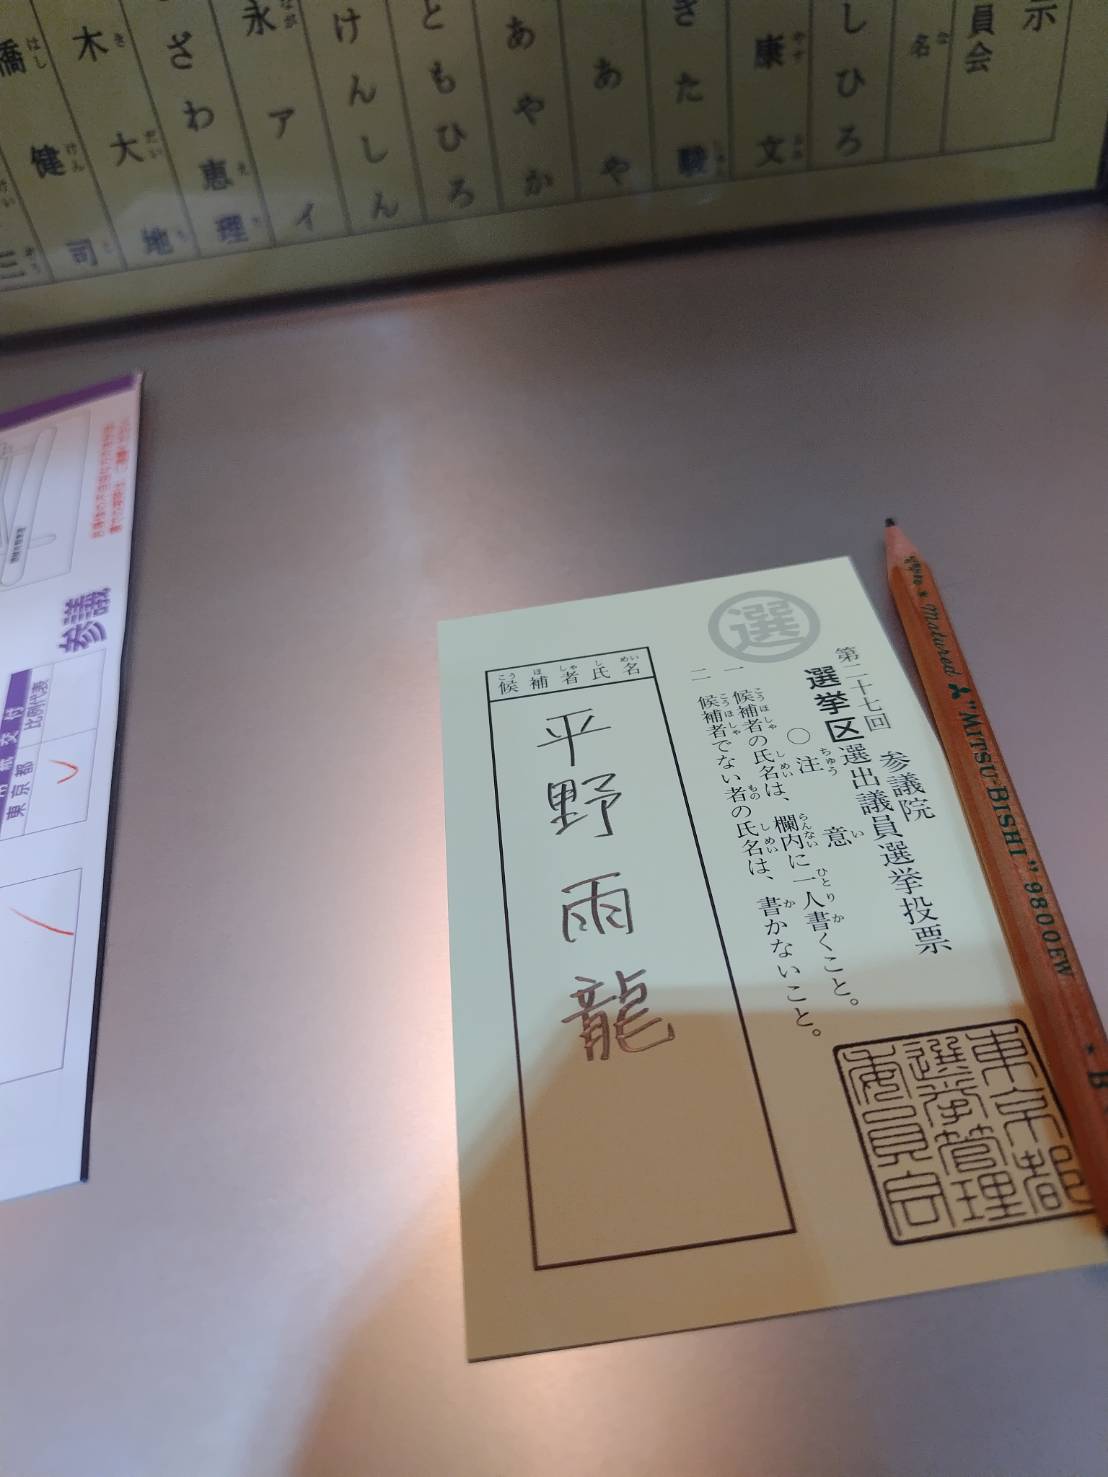 示
員会
名
しひろ
康文
きた駿
ああや
あやか
ともひろ
けんしん
永アイ
ざわ恵理
木大地
橋健司
三
参議
東京都
比例代表
選
第二十七回 参議院
選挙区選出議員選挙投票
○注意
一 候補者の氏名は、欄内に一人書くこと。
二 候補者でない者の氏名は、書かないこと。
候補者氏名
平野雨龍
東京都
選挙管理
委員会
Matured "MITSU-BISHI" 9800EW